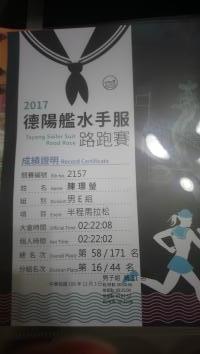 2017
德陽艦水手服
Teyang Sailor Suit
Road Race
路跑賽
成績證明 Record Certificate
競賽編號 Bib No. 2157
姓名 Name 陳環瑩
組別 Division 男E組
項目 Event 半程馬拉松
大會時間 Official Time 02:22:08
個人時間 Net Time 02:22:02
總名次 Overall Place 第 58/171 名
分組名次 Division Place 第 16/44 名